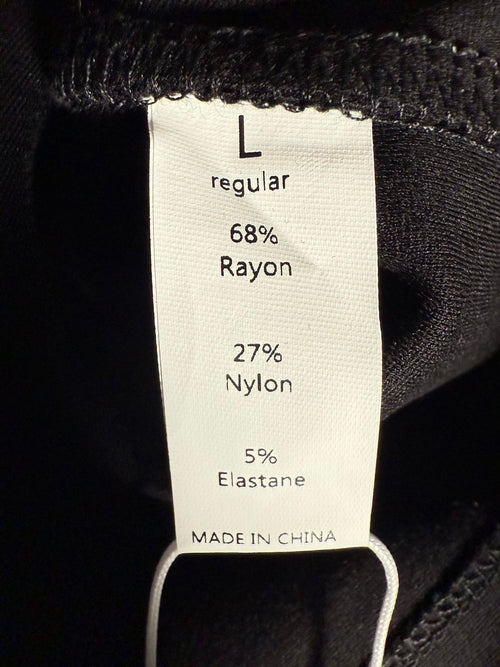 L
regular
68%
Rayon
27%
Nylon
5%
Elastane
MADE IN CHINA